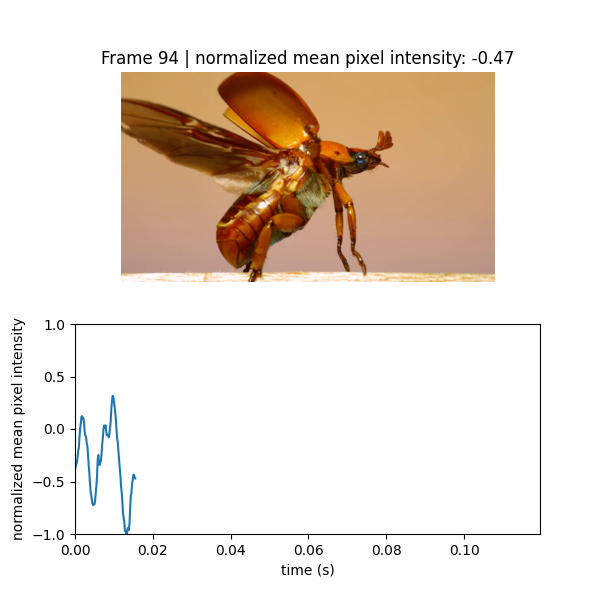 Frame 94 | normalized mean pixel intensity: -0.47
normalized mean pixel intensity
1.0
0.5
0.0
−0.5
−1.0
0.00 0.02 0.04 0.06 0.08 0.10
time (s)